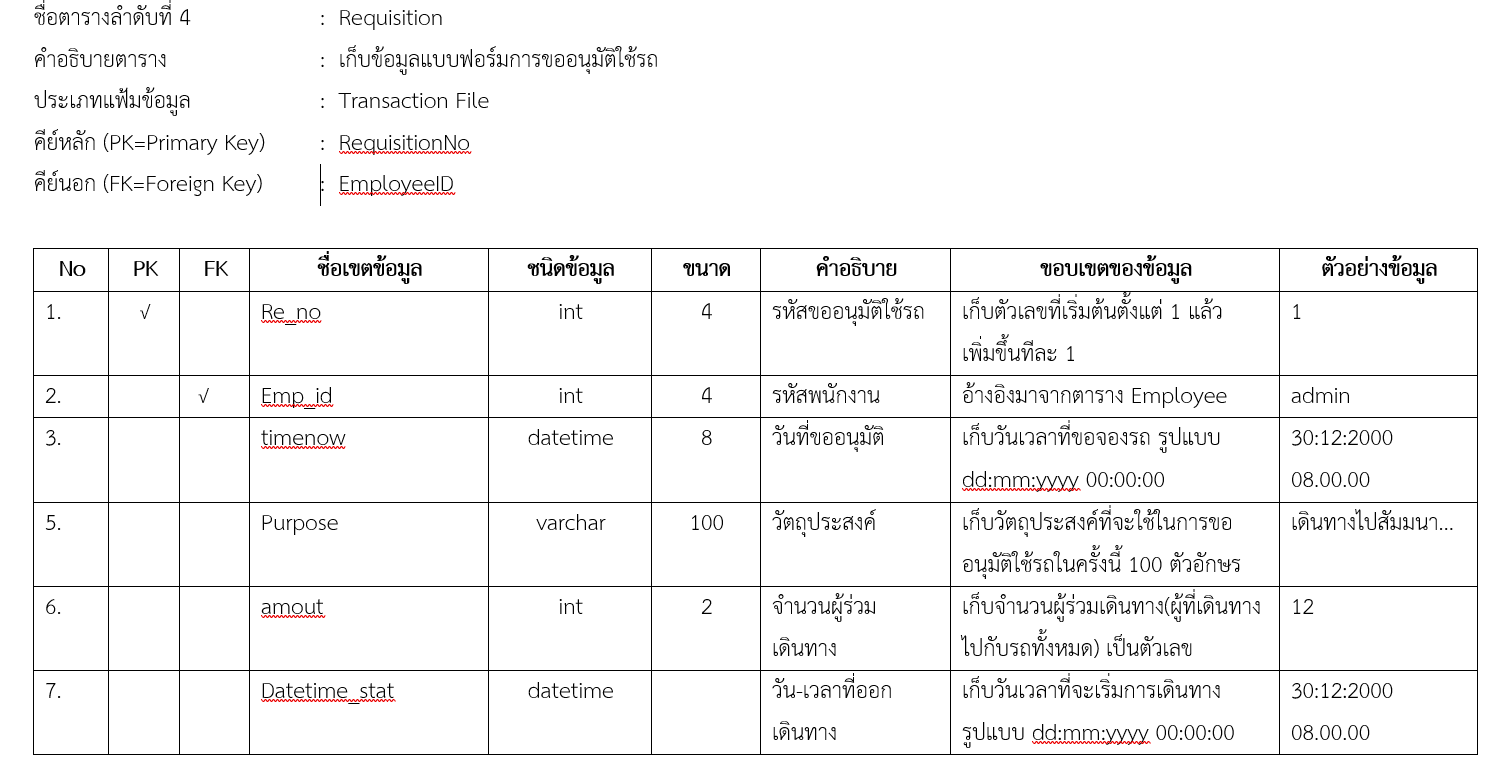 ชื่อตารางลำดับที่ 4 : Requisition
คำอธิบายตาราง : เก็บข้อมูลแบบฟอร์มการขออนุมัติใช้รถ
ประเภทแฟ้มข้อมูล : Transaction File
คีย์หลัก (PK=Primary Key) : RequisitionNo
คีย์นอก (FK=Foreign Key) : EmployeeID
No PK FK ชื่อเขตข้อมูล ชนิดข้อมูล ขนาด คำอธิบาย ขอบเขตของข้อมูล ตัวอย่างข้อมูล
1. √ Re_no int 4 รหัสขออนุมัติใช้รถ เก็บตัวเลขที่เริ่มต้นตั้งแต่ 1 แล้ว 1
เพิ่มขึ้นทีละ 1
2. √ Emp_id int 4 รหัสพนักงาน อ้างอิงมาจากตาราง Employee admin
3. timenow datetime 8 วันที่ขออนุมัติ เก็บวันเวลาที่ขอจองรถ รูปแบบ 30:12:2000
dd:mm:yyyy 00:00:00 08.00.00
5. Purpose varchar 100 วัตถุประสงค์ เก็บวัตถุประสงค์ที่จะใช้ในการขอ เดินทางไปสัมมนา...
อนุมัติใช้รถในครั้งนี้ 100 ตัวอักษร
6. amout int 2 จำนวนผู้ร่วม เก็บจำนวนผู้ร่วมเดินทาง(ผู้ที่เดินทาง 12
เดินทาง ไปกับรถทั้งหมด) เป็นตัวเลข
7. Datetime_stat datetime วัน-เวลาที่ออก เก็บวันเวลาที่จะเริ่มการเดินทาง 30:12:2000
เดินทาง รูปแบบ dd:mm:yyyy 00:00:00 08.00.00